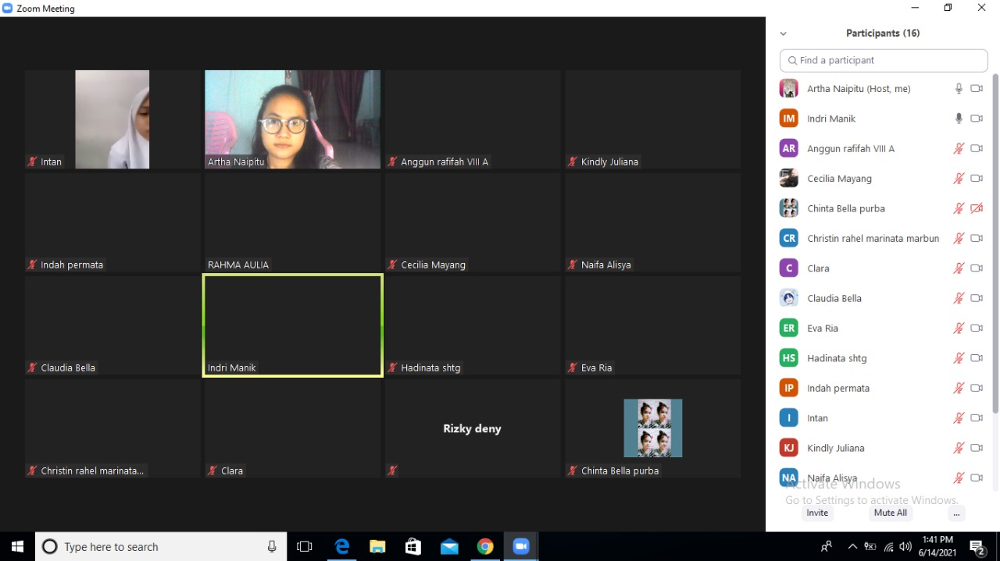 Zoom Meeting
Intan
Artha Naipitu
Anggun rafifah VIII A
Kindly Juliana
Indah permata
RAHMA AULIA
Cecilia Mayang
Naifa Alisya
Claudia Bella
Indri Manik
Hadinata shtg
Eva Ria
Christin rahel marinata...
Clara
Rizky deny
Chinta Bella purba
Participants (16)
Find a participant
Artha Naipitu (Host, me)
IM Indri Manik
AR Anggun rafifah VIII A
Cecilia Mayang
Chinta Bella purba
CR Christin rahel marinata marbun
C Clara
Claudia Bella
ER Eva Ria
HS Hadinata shtg
IP Indah permata
I Intan
KJ Kindly Juliana
NA Naifa Alisya
Activate Windows
Go to Settings to activate Windows.
Invite Mute All ...
Type here to search
1:41 PM
6/14/2021
2